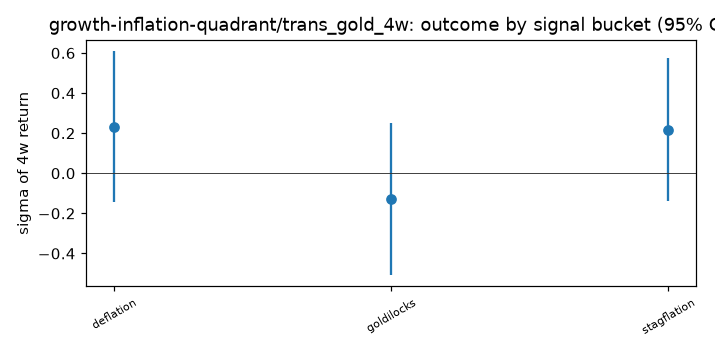 growth-inflation-quadrant/trans_gold_4w: outcome by signal bucket (95% C
sigma of 4w return
0.6
0.4
0.2
0.0
−0.2
−0.4
deflation
goldilocks
stagflation